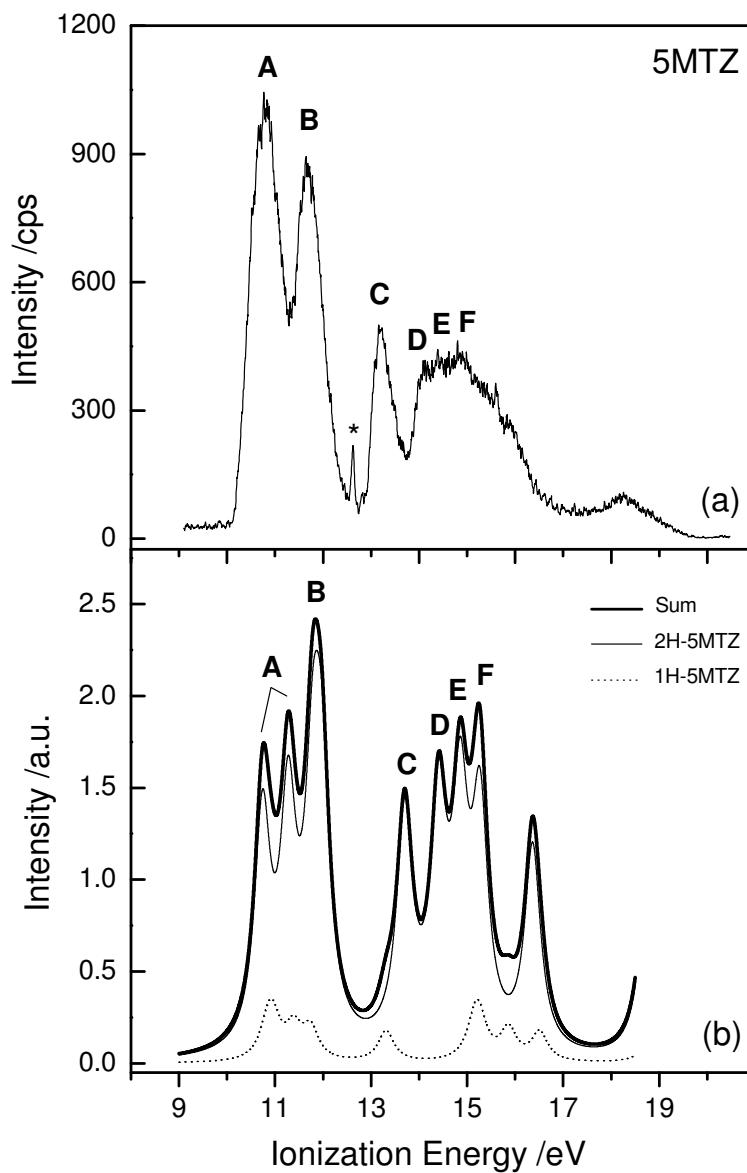 1200
900
600
300
0
Intensity /cps
5MTZ
A
B
*
C
D
E
F
(a)
2.5
2.0
1.5
1.0
0.5
0.0
Intensity /a.u.
A
B
C
D
E
F
Sum
2H-5MTZ
1H-5MTZ
(b)
9
11
13
15
17
19
Ionization Energy /eV